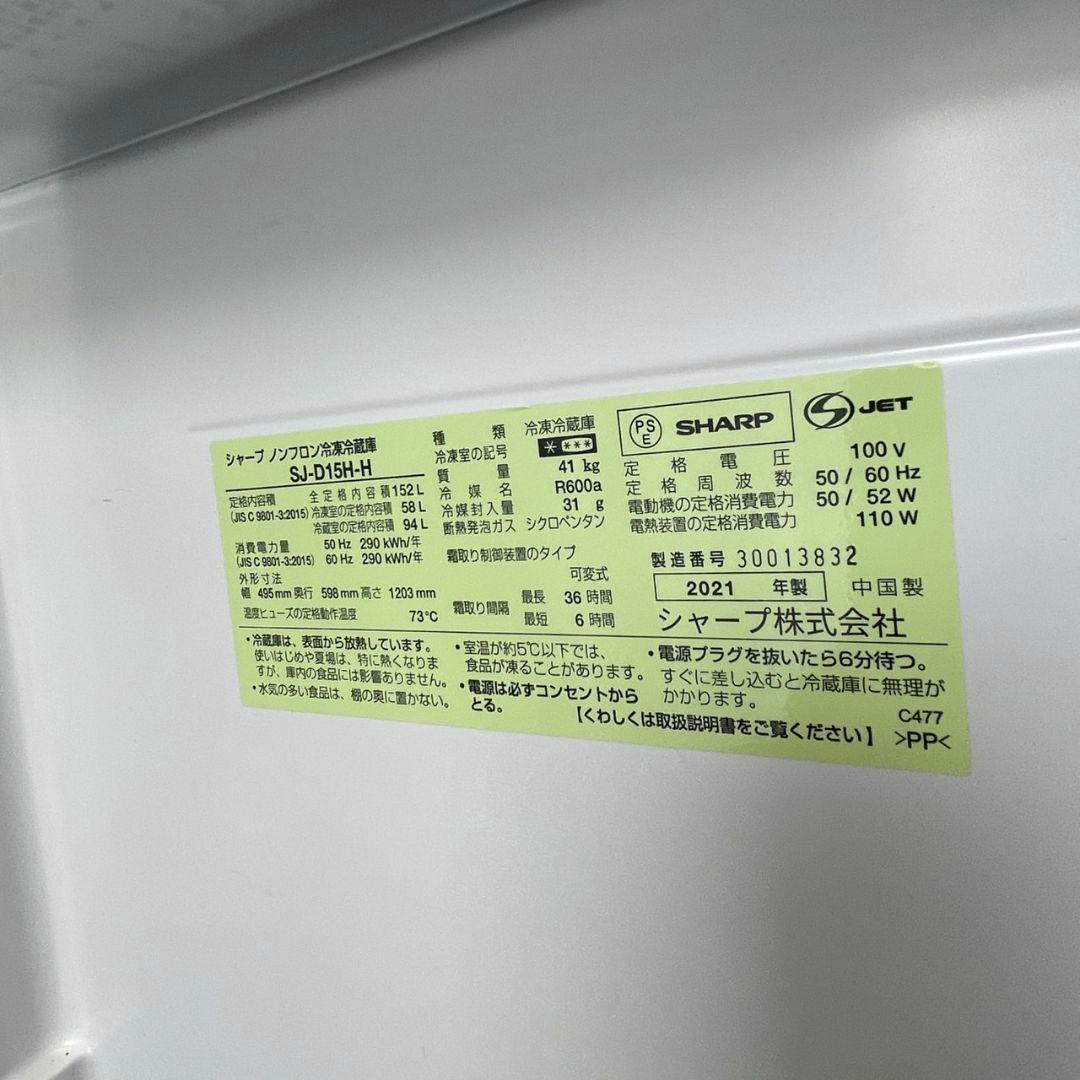 シャープ ノンフロン冷凍冷蔵庫
SJ-D15H-H
定格内容積 全定格内容積 152 L
(JIS C 9801-3:2015) 冷凍室の定格内容積 58 L
冷蔵室の定格内容積 94 L
消費電力量 50 Hz 290 kWh/年
(JIS C 9801-3:2015) 60 Hz 290 kWh/年
外形寸法
幅 495 mm 奥行 598 mm 高さ 1203 mm
温度ヒューズの定格動作温度 73℃
種類 冷凍冷蔵庫
冷凍室の記号 * ***
質量 41 kg
冷媒名 R600a
冷媒封入量 31 g
断熱発泡ガス シクロペンタン
霜取り制御装置のタイプ
可変式
霜取り間隔 最長 36 時間
最短 6 時間
PS E SHARP JET
定格電圧 100 V
定格周波数 50 / 60 Hz
電動機の定格消費電力 50 / 52 W
電熱装置の定格消費電力 110 W
製造番号 30013832
2021 年製 中国製
シャープ株式会社
・冷蔵庫は、表面から放熱しています。
使いはじめや夏場は、特に熱くなりま
すが、庫内の食品には影響ありません。
・水気の多い食品は、棚の奥に置かない。
・室温が約5℃以下では、
食品が凍ることがあります。
・電源は必ずコンセントから
とる。
・電源プラグを抜いたら6分待つ。
すぐに差し込むと冷蔵庫に無理が
かかります。
【くわしくは取扱説明書をご覧ください】
C477
>PP<